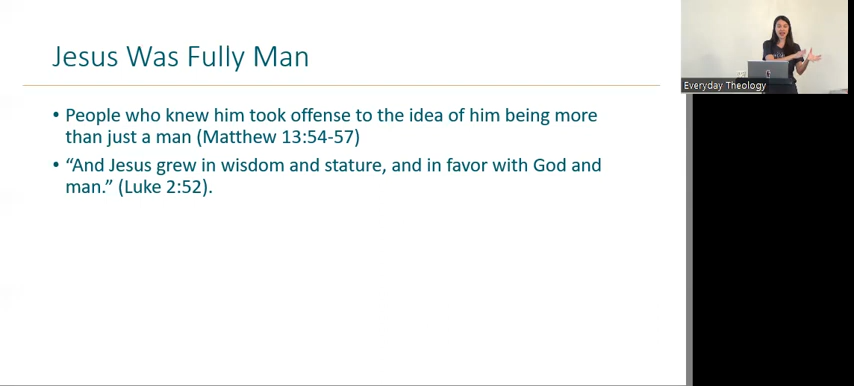 Jesus Was Fully Man
• People who knew him took offense to the idea of him being more
than just a man (Matthew 13:54-57)
• “And Jesus grew in wisdom and stature, and in favor with God and
man.” (Luke 2:52).
Everyday Theology